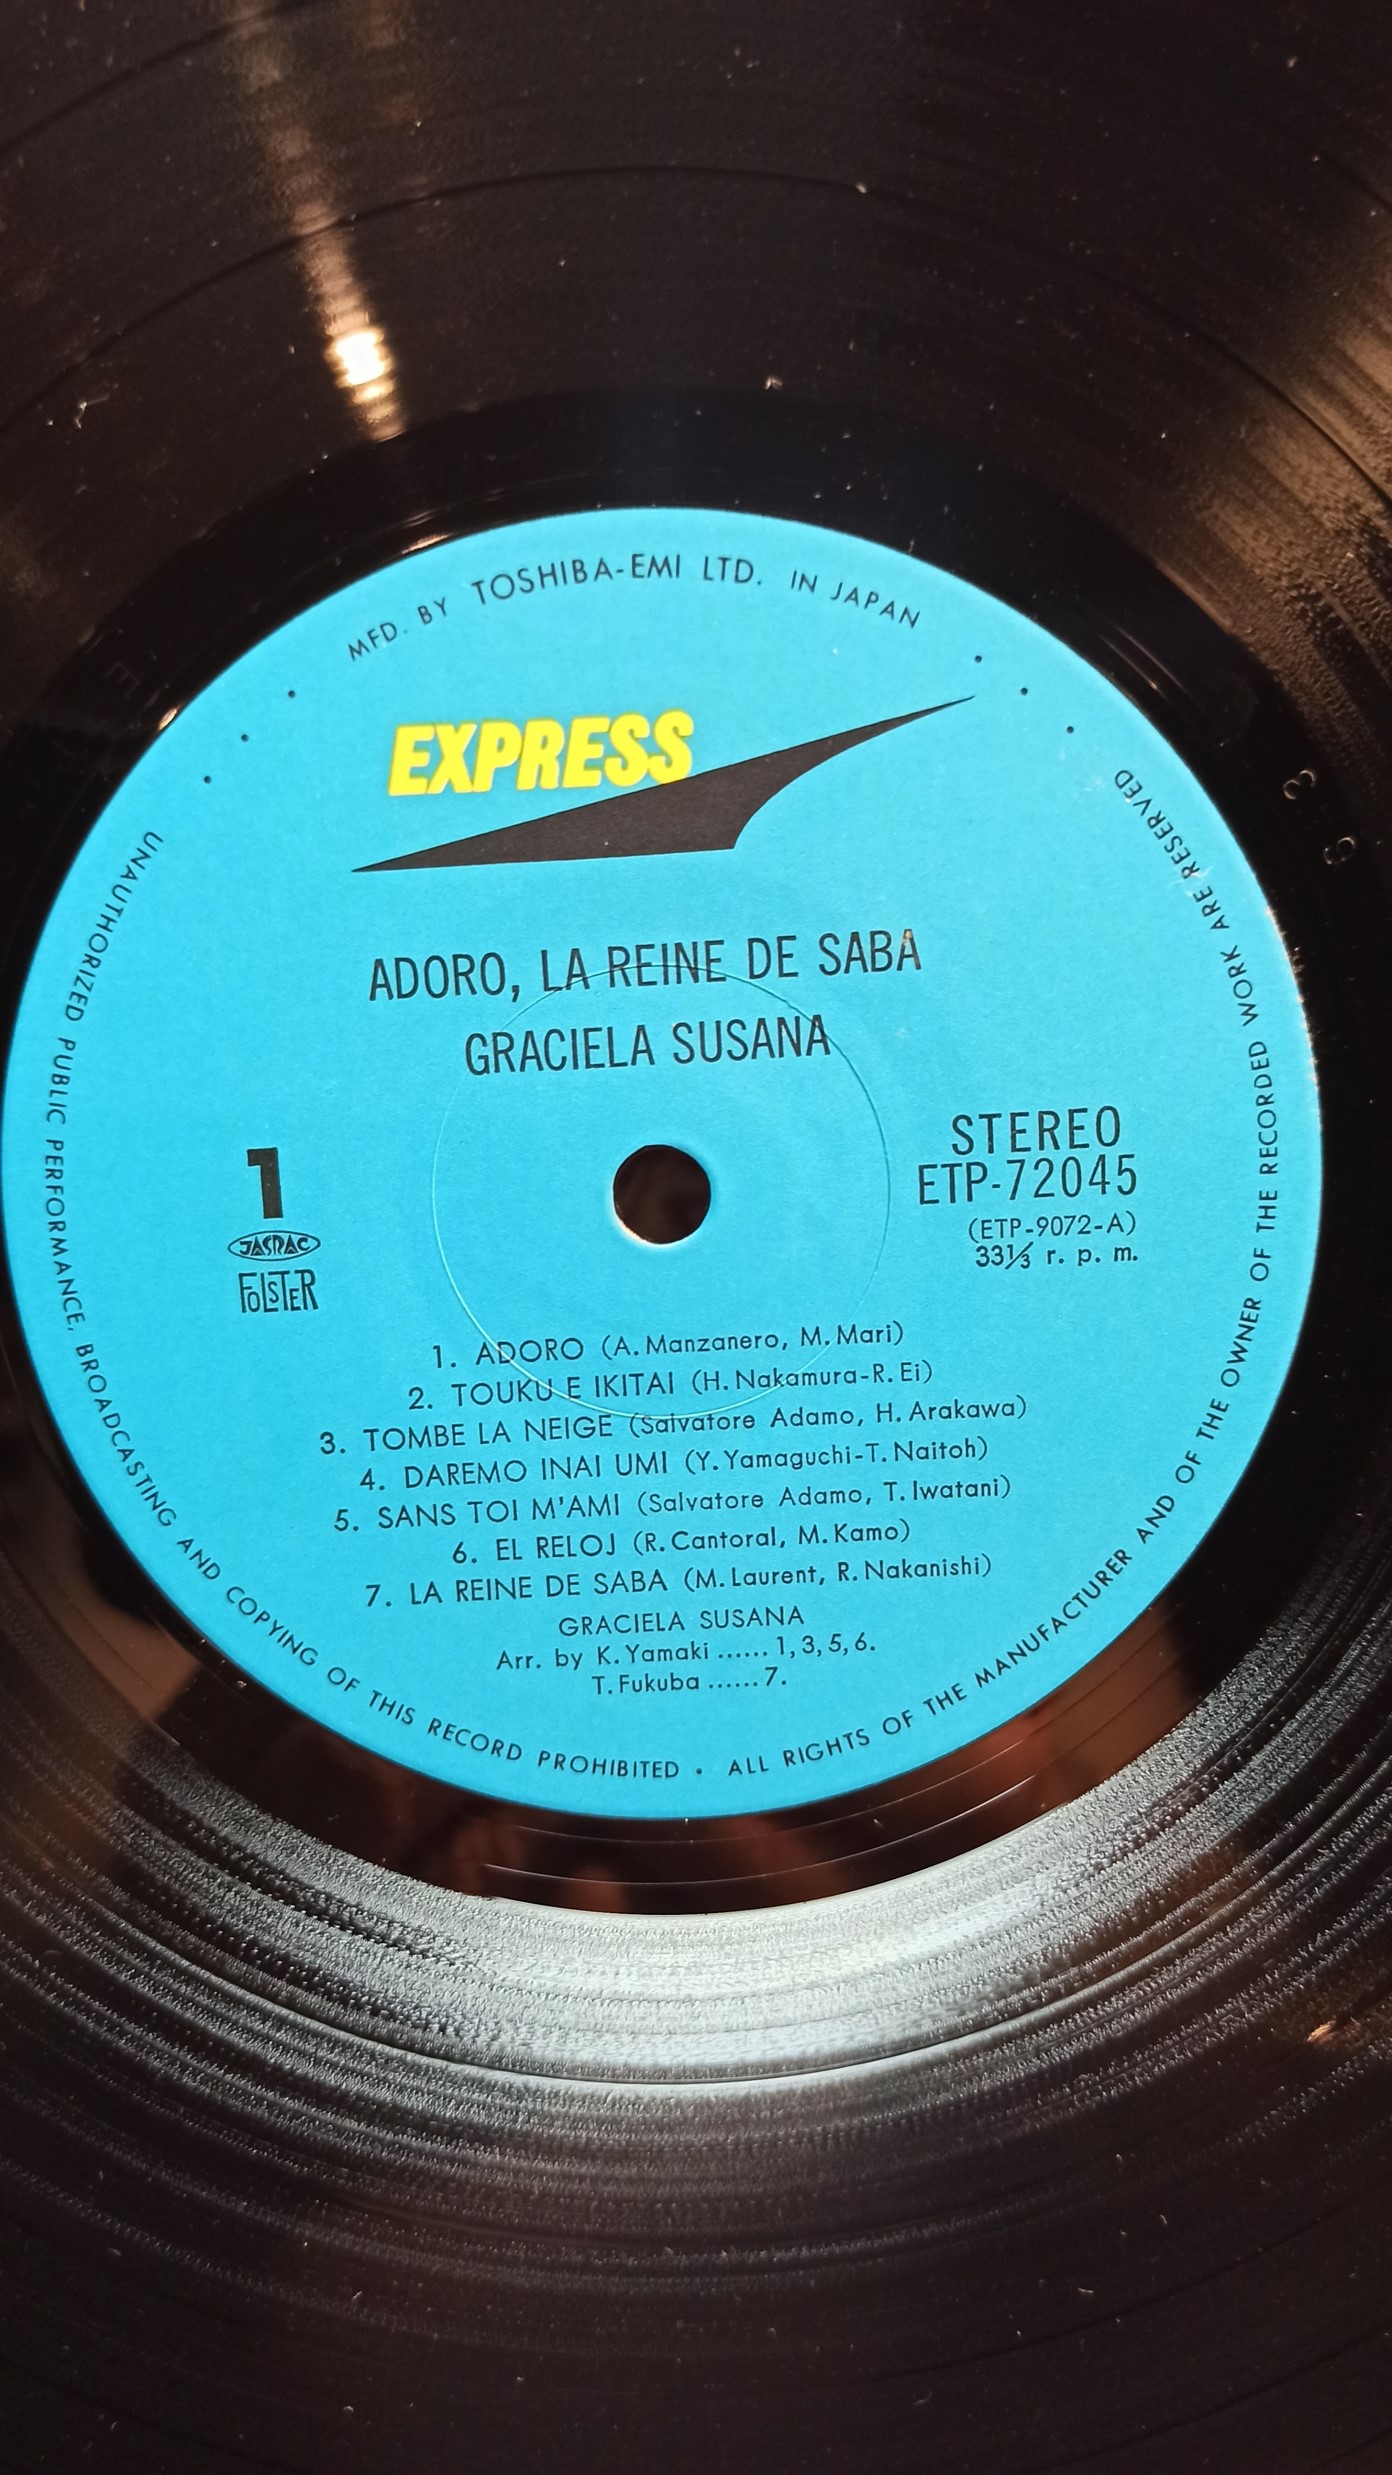 MFD. BY TOSHIBA-EMI LTD. IN JAPAN
EXPRESS
ADORO, LA REINE DE SABA
GRACIELA SUSANA
1
JASRAC
FOLSTER
STEREO
ETP-72045
(ETP-9072-A)
33⅓ r. p. m.
1. ADORO (A. Manzanero, M. Mari)
2. TOUKU E IKITAI (H. Nakamura-R. Ei)
3. TOMBE LA NEIGE (Salvatore Adamo, H. Arakawa)
4. DAREMO INAI UMI (Y. Yamaguchi-T. Naitoh)
5. SANS TOI M'AMI (Salvatore Adamo, T. Iwatani)
6. EL RELOJ (R. Cantoral, M. Kamo)
7. LA REINE DE SABA (M. Laurent, R. Nakanishi)
GRACIELA SUSANA
Arr. by K. Yamaki ...... 1, 3, 5, 6.
T. Fukuba ...... 7.
UNAUTHORIZED PUBLIC PERFORMANCE, BROADCASTING AND COPYING OF THIS RECORD PROHIBITED • ALL RIGHTS OF THE MANUFACTURER AND OF THE OWNER OF THE RECORDED WORK ARE RESERVED